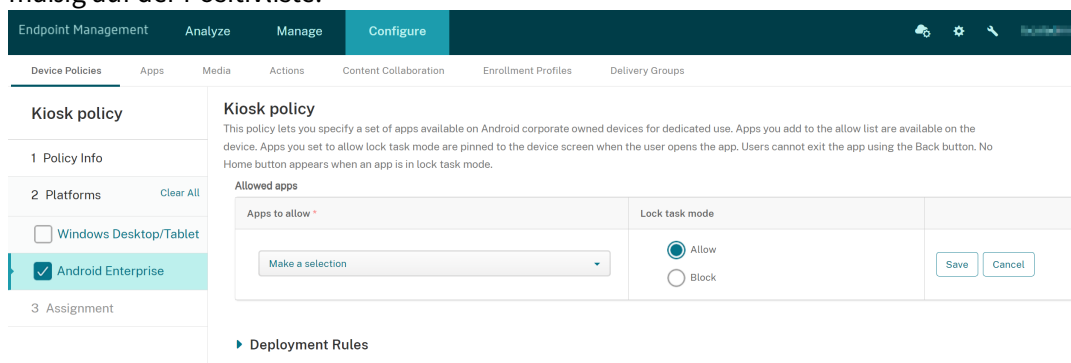 mäßig auf der Positivliste.
Endpoint Management Analyze Manage Configure
Device Policies Apps Media Actions Content Collaboration Enrollment Profiles Delivery Groups
Kiosk policy
1 Policy Info
2 Platforms Clear All
Windows Desktop/Tablet
Android Enterprise
3 Assignment
Kiosk policy
This policy lets you specify a set of apps available on Android corporate owned devices for dedicated use. Apps you add to the allow list are available on the
device. Apps you set to allow lock task mode are pinned to the device screen when the user opens the app. Users cannot exit the app using the Back button. No
Home button appears when an app is in lock task mode.
Allowed apps
Apps to allow * Lock task mode
Make a selection Allow Save Cancel
Block
Deployment Rules